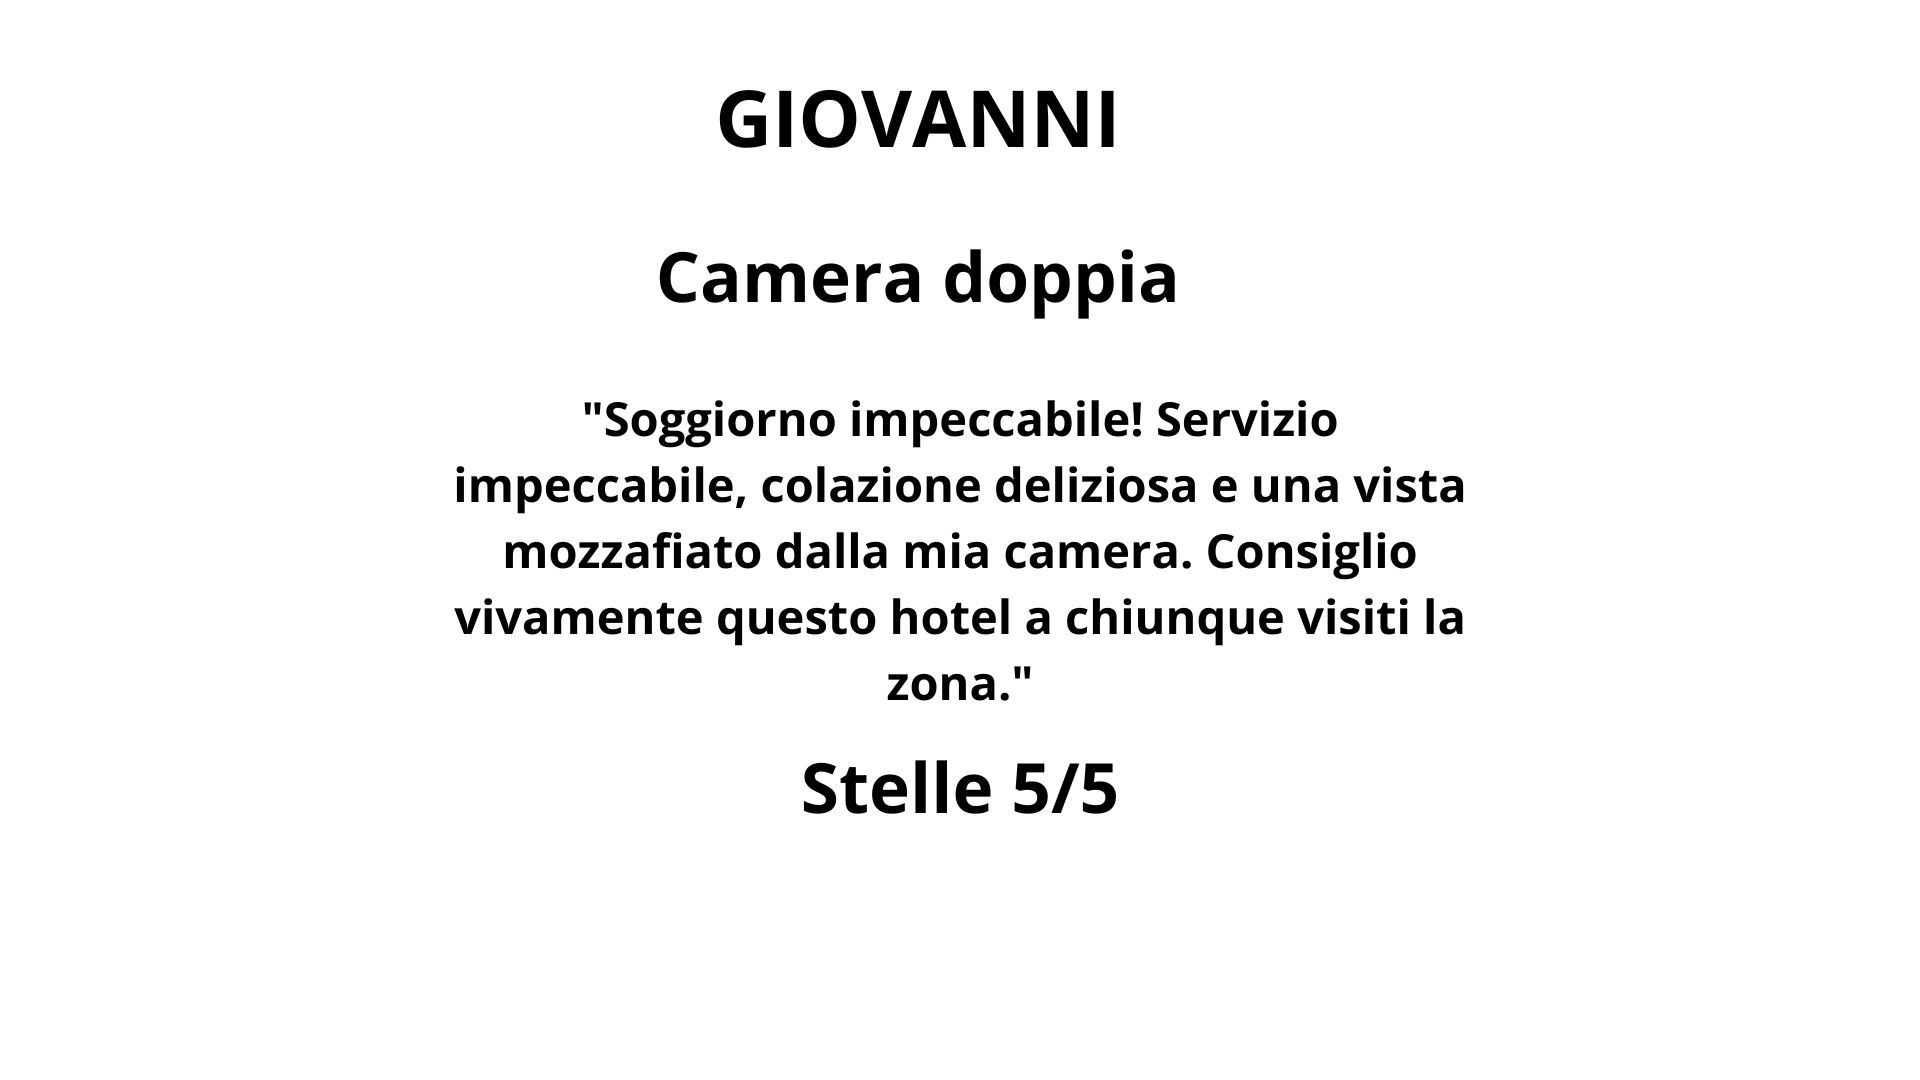 GIOVANNI
Camera doppia
"Soggiorno impeccabile! Servizio
impeccabile, colazione deliziosa e una vista
mozzafiato dalla mia camera. Consiglio
vivamente questo hotel a chiunque visiti la
zona."
Stelle 5/5